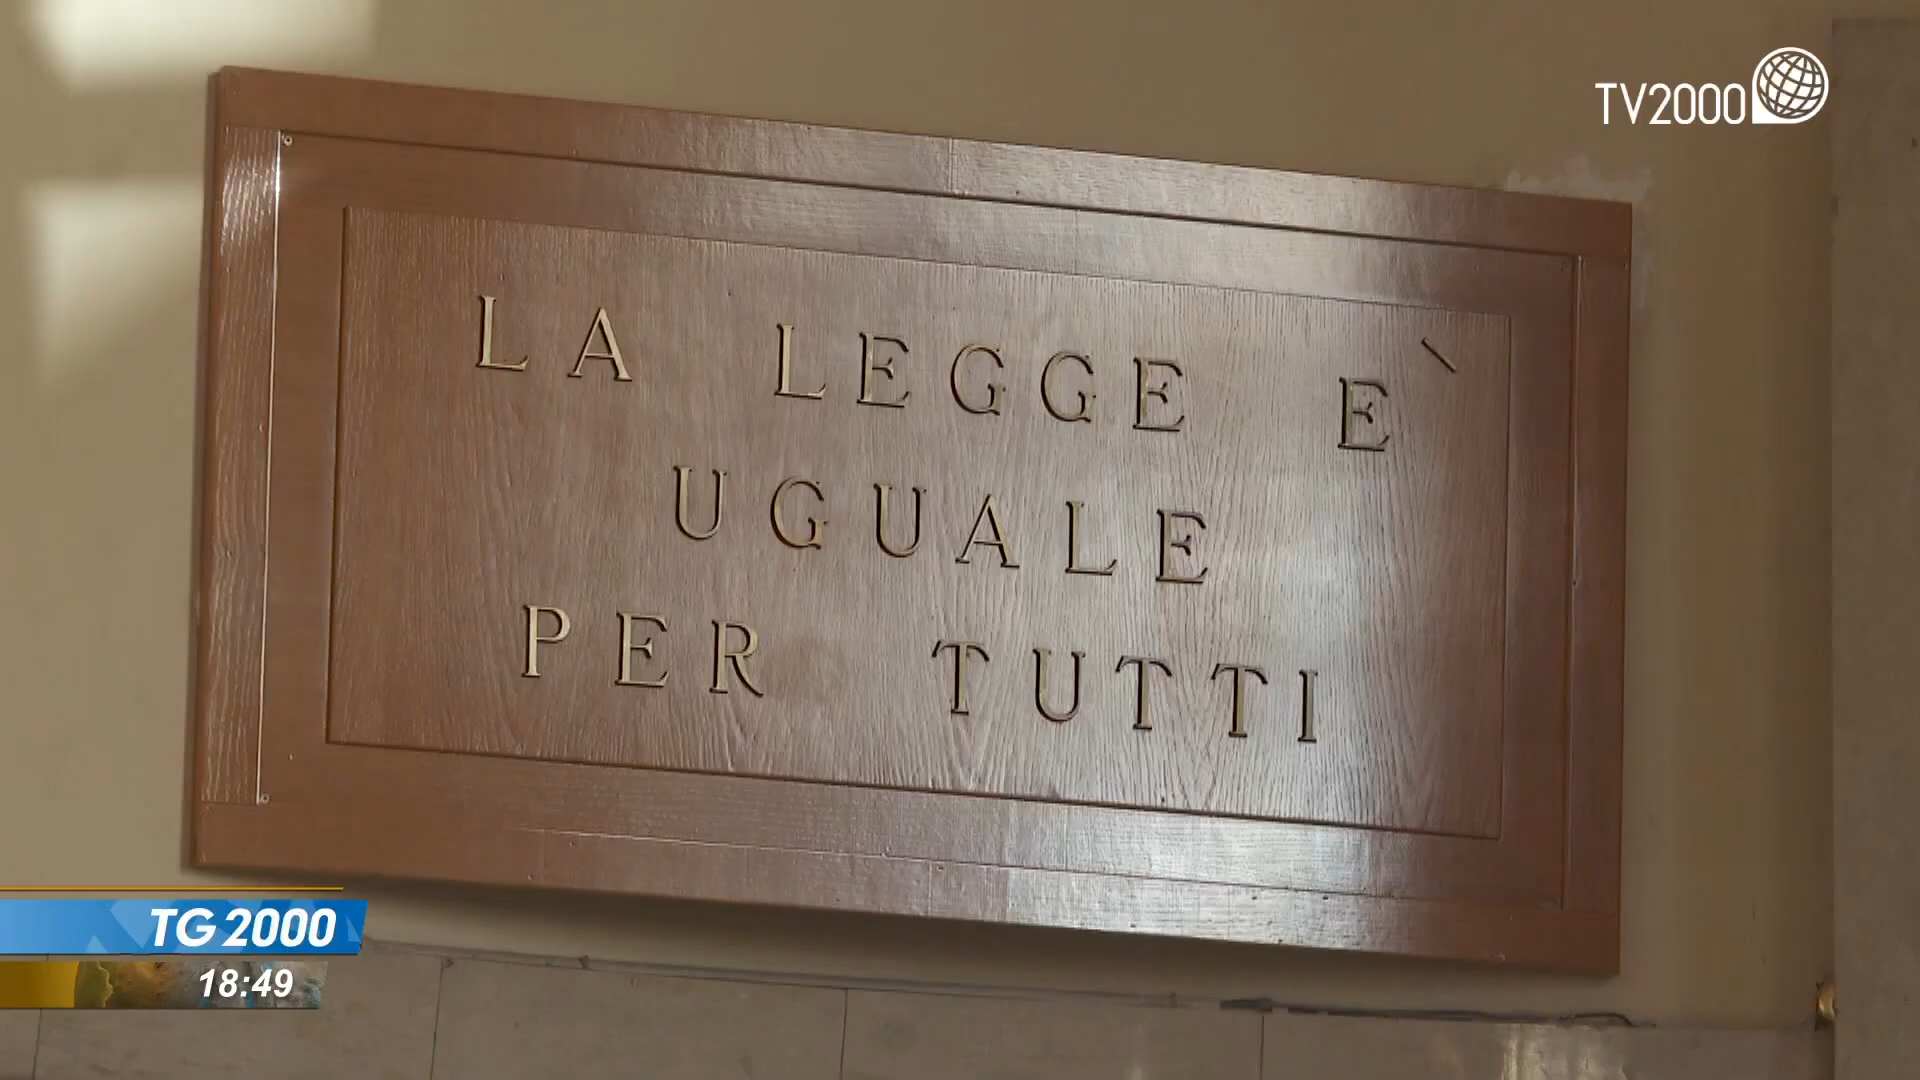 TV2000
LA LEGGE E`
UGUALE
PER TUTTI
TG 2000
18:49